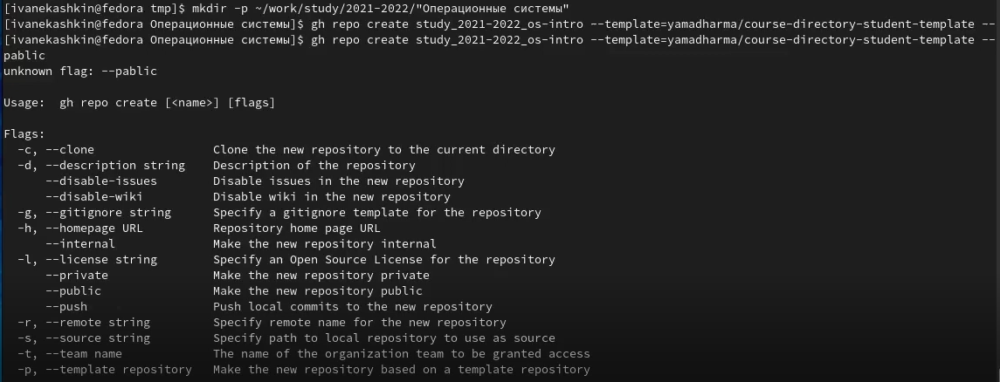 [ivanekashkin@fedora tmp]$ mkdir -p ~/work/study/2021-2022/"Операционные системы"
[ivanekashkin@fedora Операционные системы]$ gh repo create study_2021-2022_os-intro --template=yamadharma/course-directory-student-template --
[ivanekashkin@fedora Операционные системы]$ gh repo create study_2021-2022_os-intro --template=yamadharma/course-directory-student-template --
pablic
unknown flag: --pablic

Usage:  gh repo create [<name>] [flags]

Flags:
  -c, --clone                 Clone the new repository to the current directory
  -d, --description string    Description of the repository
      --disable-issues        Disable issues in the new repository
      --disable-wiki          Disable wiki in the new repository
  -g, --gitignore string      Specify a gitignore template for the repository
  -h, --homepage URL          Repository home page URL
      --internal              Make the new repository internal
  -l, --license string        Specify an Open Source License for the repository
      --private               Make the new repository private
      --public                Make the new repository public
      --push                  Push local commits to the new repository
  -r, --remote string         Specify remote name for the new repository
  -s, --source string         Specify path to local repository to use as source
  -t, --team name             The name of the organization team to be granted access
  -p, --template repository   Make the new repository based on a template repository